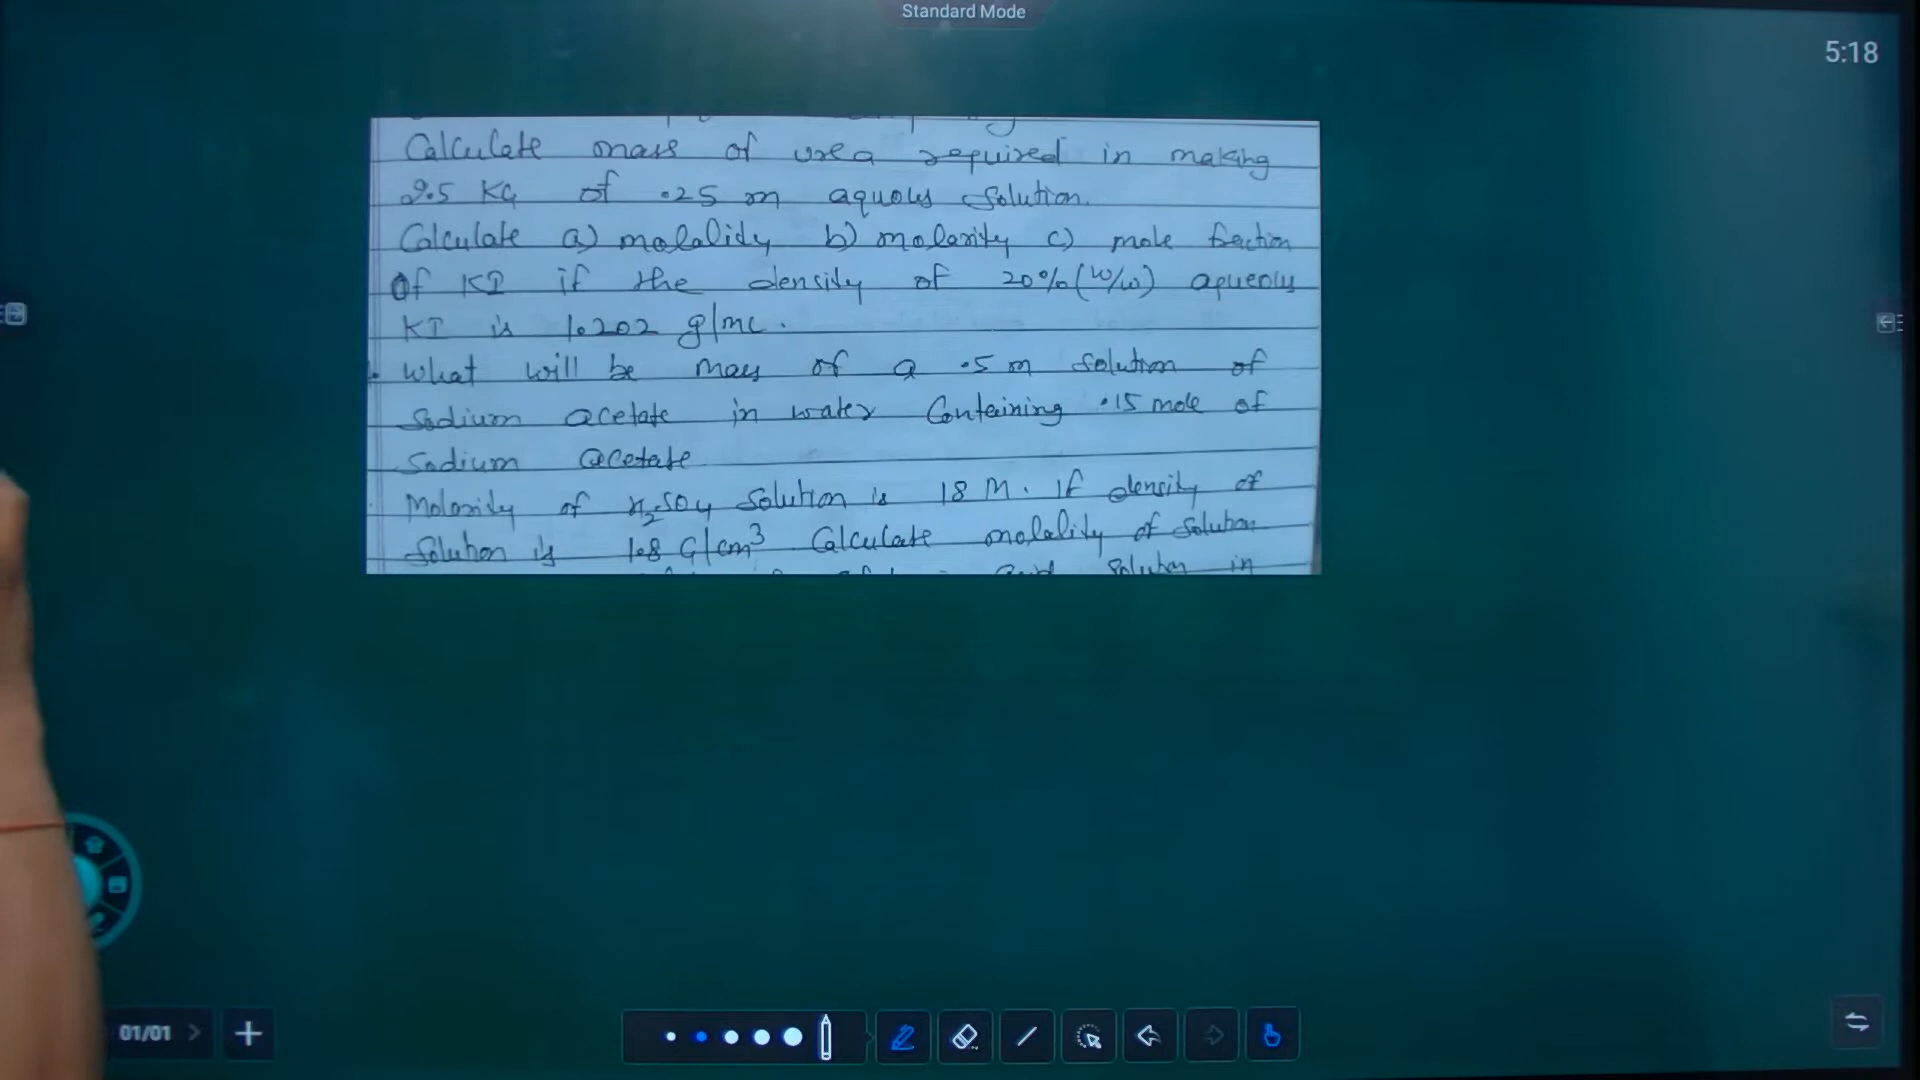 Standard Mode
5:18
Calculate mass of urea required in making
2.5 KG of .25 m aquous solution.
Calculate a) molality b) molarity c) mole fraction
of KI if the density of 20% (w/w) aqueous
KI is 1.202 g/mL.
What will be mass of a .5 m solution of
Sodium acetate in water Containing .15 mole of
Sodium acetate
Molarity of H2SO4 solution is 18 M. If density of
solution is 1.8 G/cm³ Calculate molality of solution
acid solution in
01/01